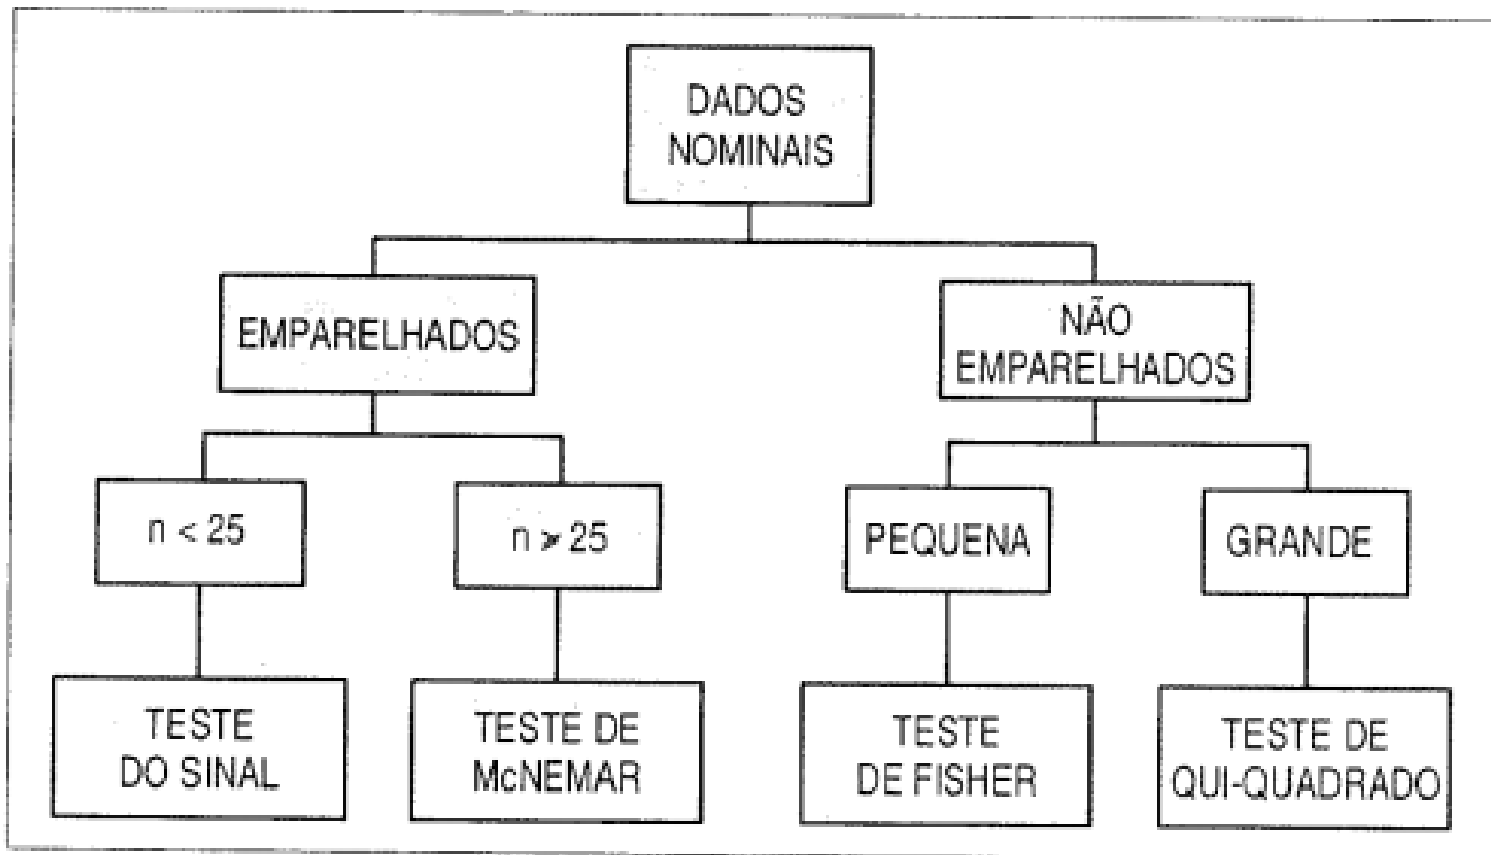 DADOS
NOMINAIS
EMPARELHADOS
NÃO
EMPARELHADOS
n < 25
n ≥ 25
PEQUENA
GRANDE
TESTE
DO SINAL
TESTE DE
McNEMAR
TESTE
DE FISHER
TESTE DE
QUI-QUADRADO